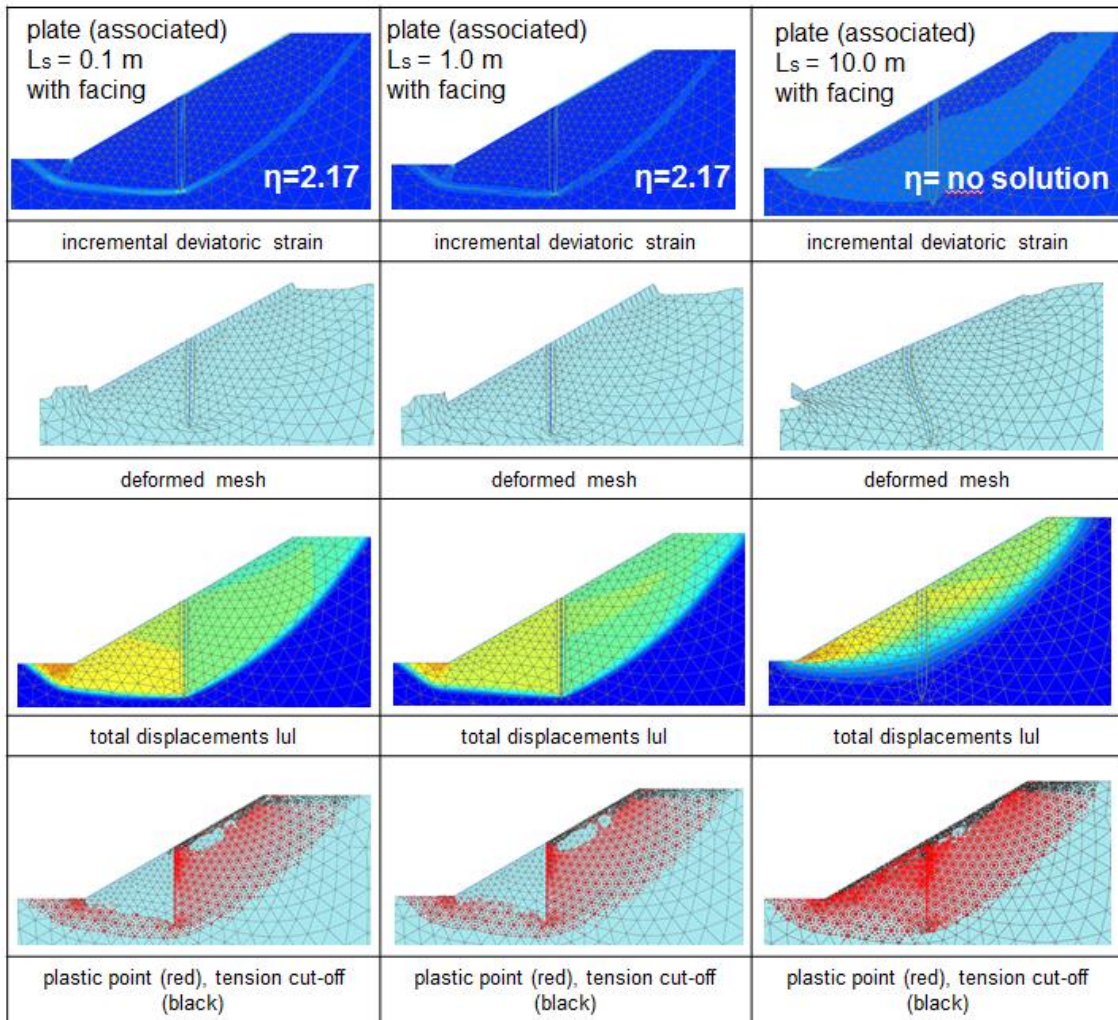 plate (associated)
Ls = 0.1 m
with facing
η=2.17
plate (associated)
Ls = 1.0 m
with facing
η=2.17
plate (associated)
Ls = 10.0 m
with facing
η= no solution
incremental deviatoric strain
incremental deviatoric strain
incremental deviatoric strain
deformed mesh
deformed mesh
deformed mesh
total displacements lul
total displacements lul
total displacements lul
plastic point (red), tension cut-off
(black)
plastic point (red), tension cut-off
(black)
plastic point (red), tension cut-off
(black)